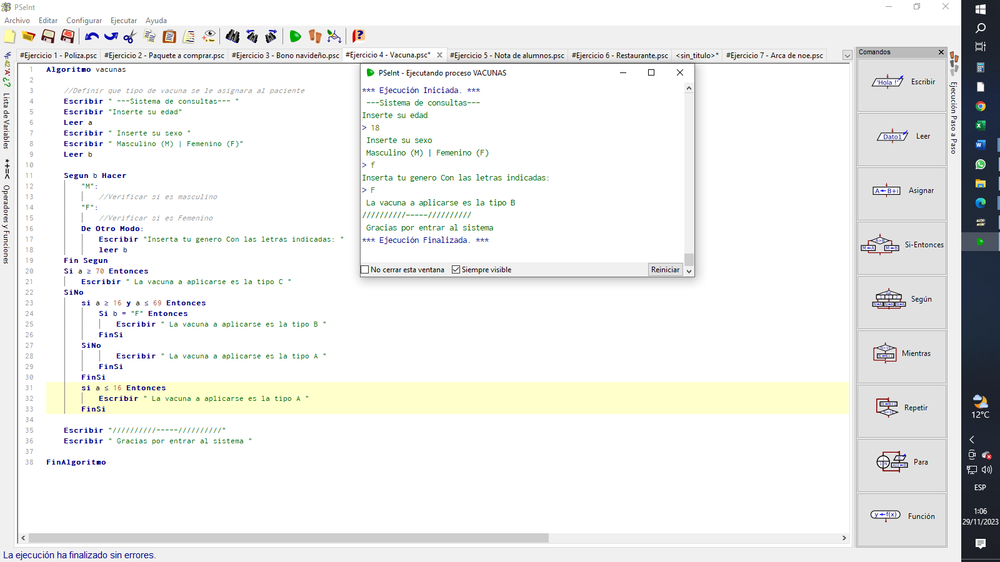 PSeInt
Archivo Editar Configurar Ejecutar Ayuda
#Ejercicio 1 - Poliza.psc #Ejercicio 2 - Paquete a comprar.psc #Ejercicio 3 - Bono navideño.psc #Ejercicio 4 - Vacuna.psc* #Ejercicio 5 - Nota de alumnos.psc #Ejercicio 6 - Restaurante.psc <sin_titulo>* #Ejercicio 7 - Arca de noe.psc
Lista de Variables
*+=< Operadores y Funciones
1 Algoritmo vacunas
2
3 //Definir que tipo de vacuna se le asignara al paciente
4 Escribir " ---Sistema de consultas--- "
5 Escribir "Inserte su edad"
6 Leer a
7 Escribir " Inserte su sexo "
8 Escribir " Masculino (M) | Femenino (F)"
9 Leer b
10
11 Segun b Hacer
12 "M":
13 //Verificar si es masculino
14 "F":
15 //Verificar si es Femenino
16 De Otro Modo:
17 Escribir "Inserta tu genero Con las letras indicadas: "
18 leer b
19 Fin Segun
20 Si a ≥ 70 Entonces
21 Escribir " La vacuna a aplicarse es la tipo C "
22 SiNo
23 si a ≥ 16 y a ≤ 69 Entonces
24 Si b = "F" Entonces
25 Escribir " La vacuna a aplicarse es la tipo B "
26 FinSi
27 SiNo
28 Escribir " La vacuna a aplicarse es la tipo A "
29 FinSi
30 FinSi
31 si a ≤ 16 Entonces
32 Escribir " La vacuna a aplicarse es la tipo A "
33 FinSi
34
35 Escribir "//////////-----//////////"
36 Escribir " Gracias por entrar al sistema "
37
38 FinAlgoritmo
PSeInt - Ejecutando proceso VACUNAS
*** Ejecución Iniciada. ***
---Sistema de consultas---
Inserte su edad
> 18
Inserte su sexo
Masculino (M) | Femenino (F)
> f
Inserta tu genero Con las letras indicadas:
> F
La vacuna a aplicarse es la tipo B
//////////-----//////////
Gracias por entrar al sistema
*** Ejecución Finalizada. ***
No cerrar esta ventana Siempre visible Reiniciar
Comandos
'Hola !' Escribir
Dato1 Leer
A←B+i Asignar
A>B M←A M←B Si-Entonces
Según
Mientras
Repetir
Para
y←f(x) Función
Ejecución Paso a Paso
12°C
ESP
1:06
29/11/2023
La ejecución ha finalizado sin errores.